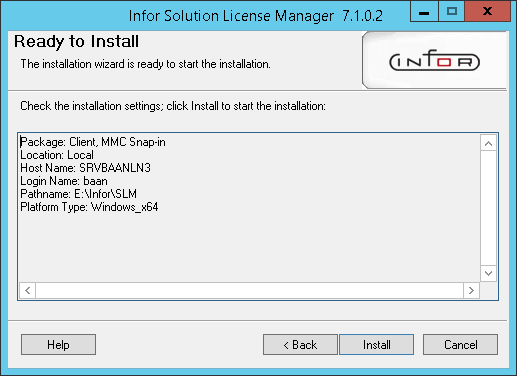 Infor Solution License Manager 7.1.0.2
Ready to Install
The installation wizard is ready to start the installation.
infor
Check the installation settings; click Install to start the installation:
Package: Client, MMC Snap-in
Location: Local
Host Name: SRVBAANLN3
Login Name: baan
Pathname: E:\Infor\SLM
Platform Type: Windows_x64
Help
< Back
Install
Cancel